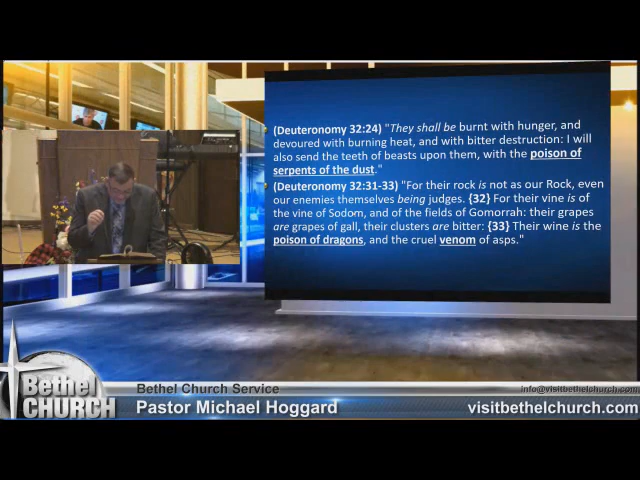 (Deuteronomy 32:24) "They shall be burnt with hunger, and
devoured with burning heat, and with bitter destruction: I will
also send the teeth of beasts upon them, with the poison of
serpents of the dust."
(Deuteronomy 32:31-33) "For their rock is not as our Rock, even
our enemies themselves being judges. {32} For their vine is of
the vine of Sodom, and of the fields of Gomorrah: their grapes
are grapes of gall, their clusters are bitter: {33} Their wine is the
poison of dragons, and the cruel venom of asps."
Bethel
CHURCH
Bethel Church Service
info@visitbethelchurch.com
Pastor Michael Hoggard
visitbethelchurch.com